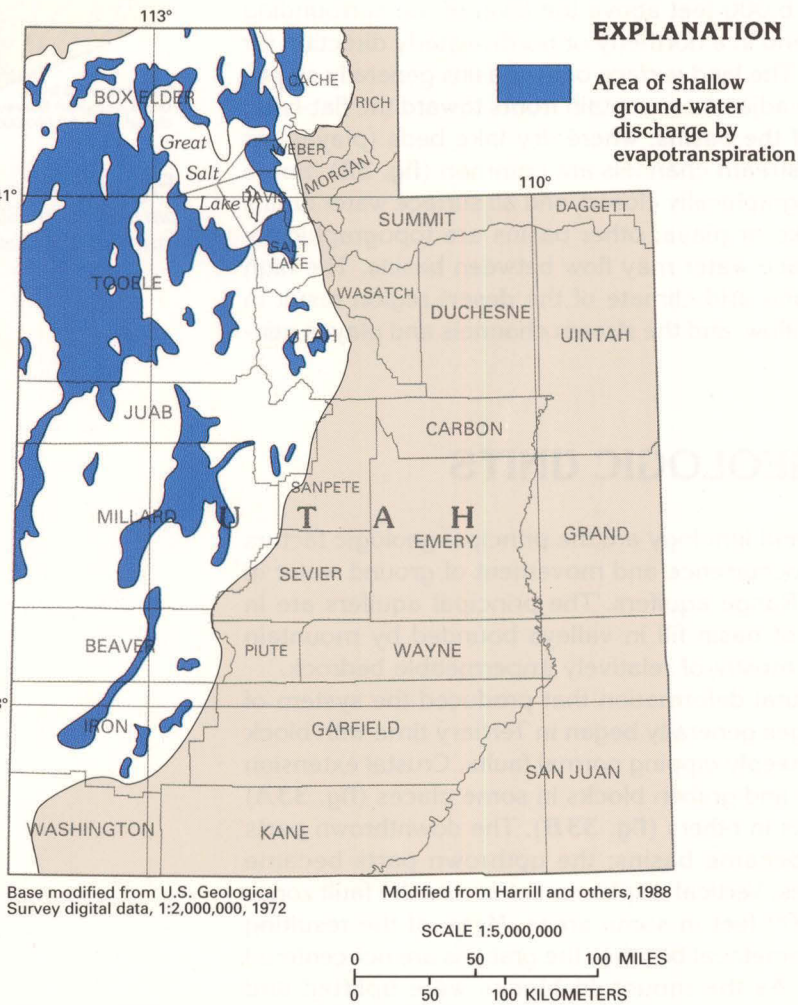 113°
EXPLANATION
Area of shallow
ground-water
discharge by
evapotranspiration
CACHE
RICH
BOX ELDER
Great
Salt
Lake
WEBER
MORGAN
41°
DAVIS
110°
DAGGETT
SUMMIT
SALT
LAKE
TOOELE
WASATCH
DUCHESNE
UINTAH
UTAH
JUAB
CARBON
SANPETE
MILLARD
U T A H
EMERY
GRAND
SEVIER
BEAVER
PIUTE
WAYNE
IRON
GARFIELD
SAN JUAN
WASHINGTON
KANE
Base modified from U.S. Geological
Survey digital data, 1:2,000,000, 1972
Modified from Harrill and others, 1988
SCALE 1:5,000,000
0 50 100 MILES
0 50 100 KILOMETERS